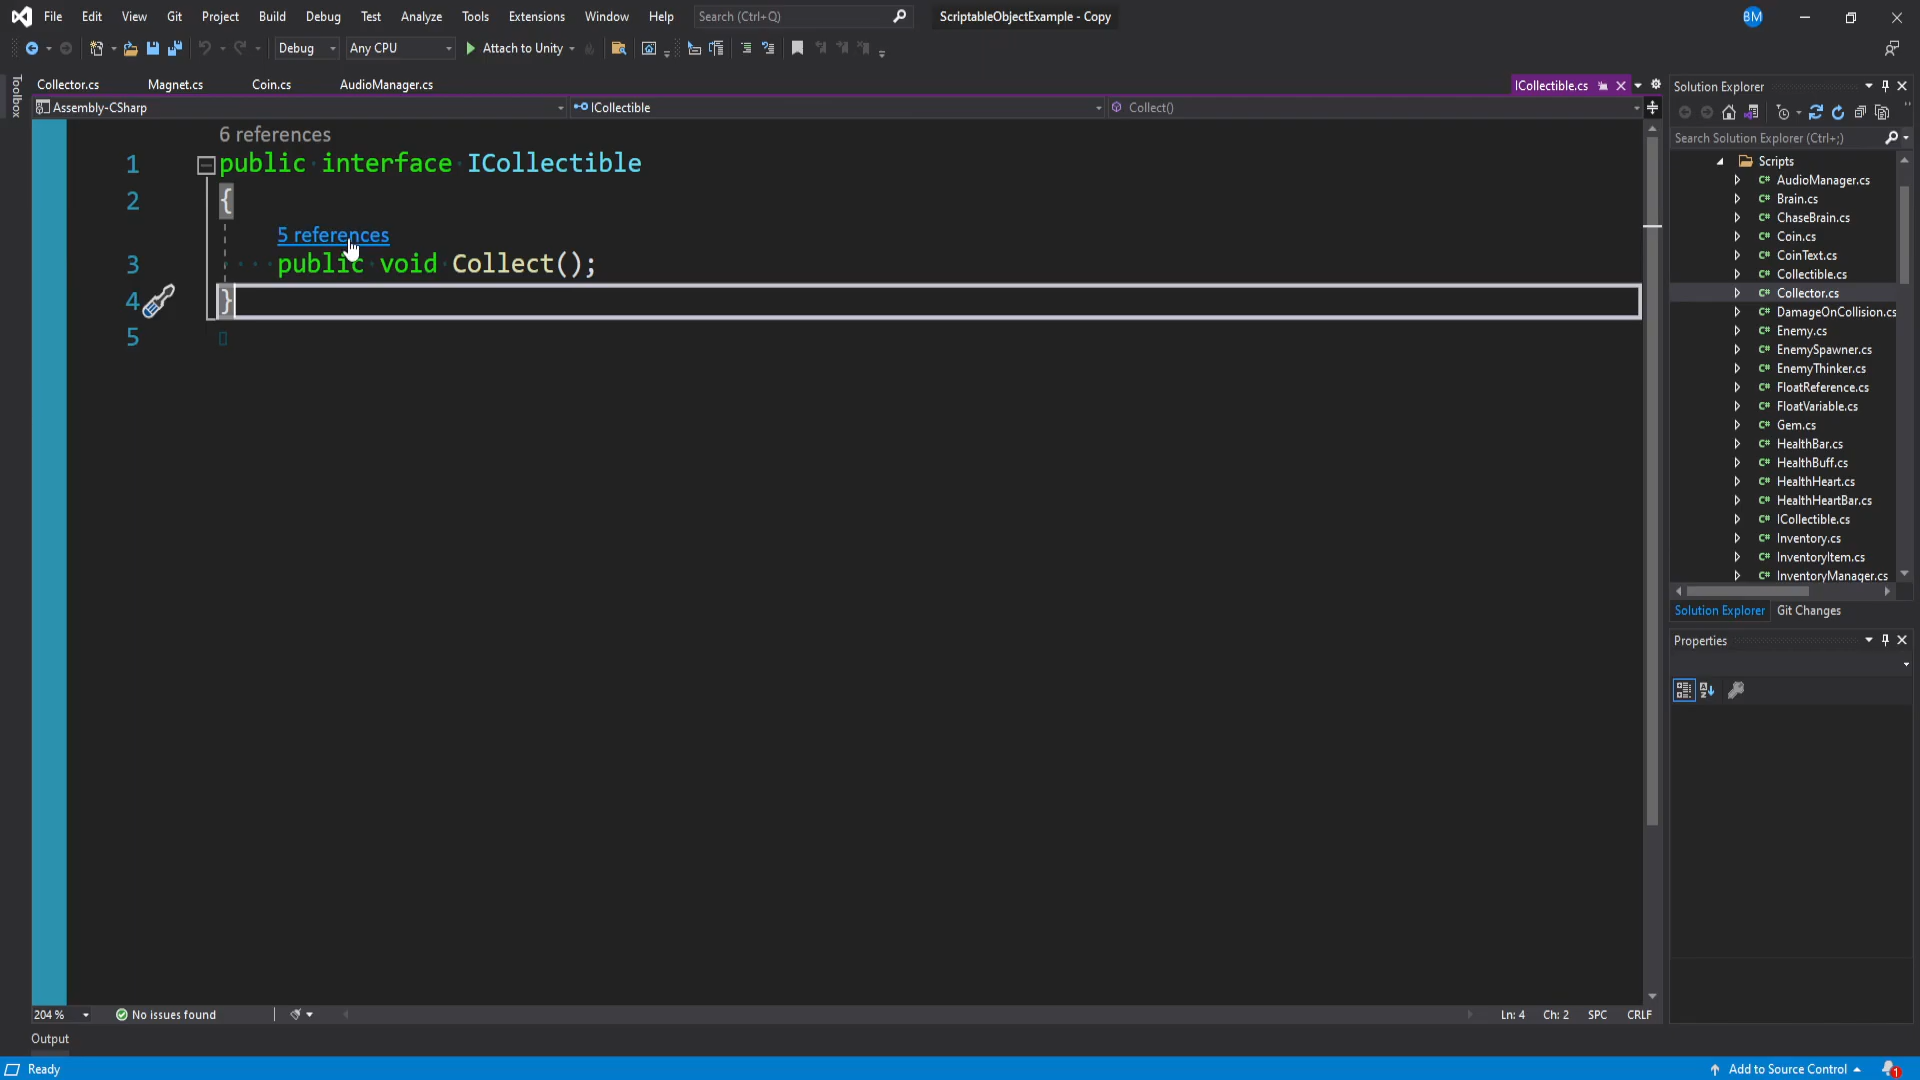 File Edit View Git Project Build Debug Test Analyze Tools Extensions Window Help Search (Ctrl+Q) ScriptableObjectExample - Copy BM
Debug Any CPU Attach to Unity
Toolbox
Collector.cs Magnet.cs Coin.cs AudioManager.cs ICollectible.cs
Assembly-CSharp ICollectible Collect()
6 references
1 public interface ICollectible
2 {
5 references
3 public void Collect();
4 }
5
204 % No issues found Ln: 4 Ch: 2 SPC CRLF
Output
Solution Explorer
Search Solution Explorer (Ctrl+;)
Scripts
C# AudioManager.cs
C# Brain.cs
C# ChaseBrain.cs
C# Coin.cs
C# CoinText.cs
C# Collectible.cs
C# Collector.cs
C# DamageOnCollision.cs
C# Enemy.cs
C# EnemySpawner.cs
C# EnemyThinker.cs
C# FloatReference.cs
C# FloatVariable.cs
C# Gem.cs
C# HealthBar.cs
C# HealthBuff.cs
C# HealthHeart.cs
C# HealthHeartBar.cs
C# ICollectible.cs
C# Inventory.cs
C# InventoryItem.cs
C# InventoryManager.cs
Solution Explorer Git Changes
Properties
Ready Add to Source Control 1